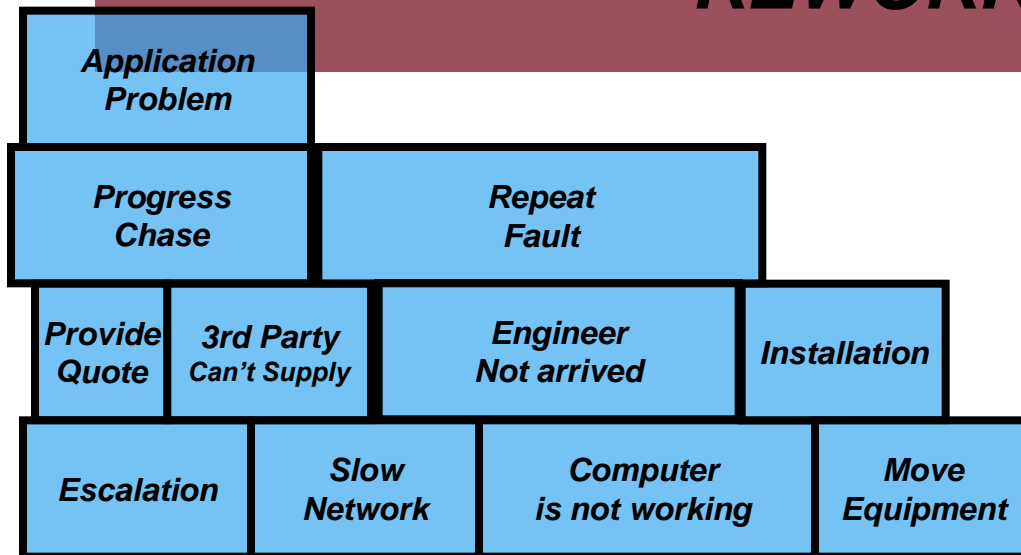 Application
Problem
Progress
Chase
Repeat
Fault
Provide
Quote
3rd Party
Can't Supply
Engineer
Not arrived
Installation
Escalation
Slow
Network
Computer
is not working
Move
Equipment